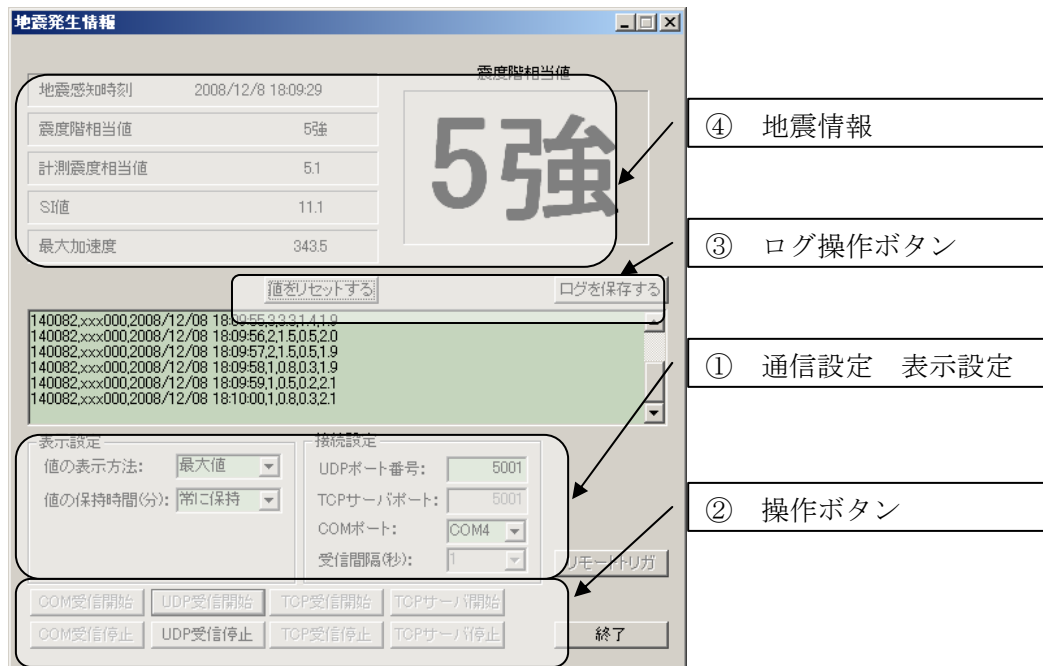 地震発生情報
震度階相当値
地震感知時刻 2008/12/8 18:09:29
震度階相当値 5強
計測震度相当値 5.1
SI値 11.1
最大加速度 343.5
5強
④ 地震情報
③ ログ操作ボタン
値をリセットする ログを保存する
140082,xxx000,2008/12/08 18:09:55,3,3.3,1.4,1.9
140082,xxx000,2008/12/08 18:09:56,2,1.5,0.5,2.0
140082,xxx000,2008/12/08 18:09:57,2,1.5,0.5,1.9
140082,xxx000,2008/12/08 18:09:58,1,0.8,0.3,1.9
140082,xxx000,2008/12/08 18:09:59,1,0.5,0.2,2.1
140082,xxx000,2008/12/08 18:10:00,1,0.8,0.3,2.1
① 通信設定 表示設定
表示設定
値の表示方法: 最大値
値の保持時間(分): 常に保持
接続設定
UDPポート番号: 5001
TCPサーバポート: 5001
COMポート: COM4
受信間隔(秒): 1
リモートトリガ
② 操作ボタン
COM受信開始 UDP受信開始 TCP受信開始 TCPサーバ開始
COM受信停止 UDP受信停止 TCP受信停止 TCPサーバ停止
終了